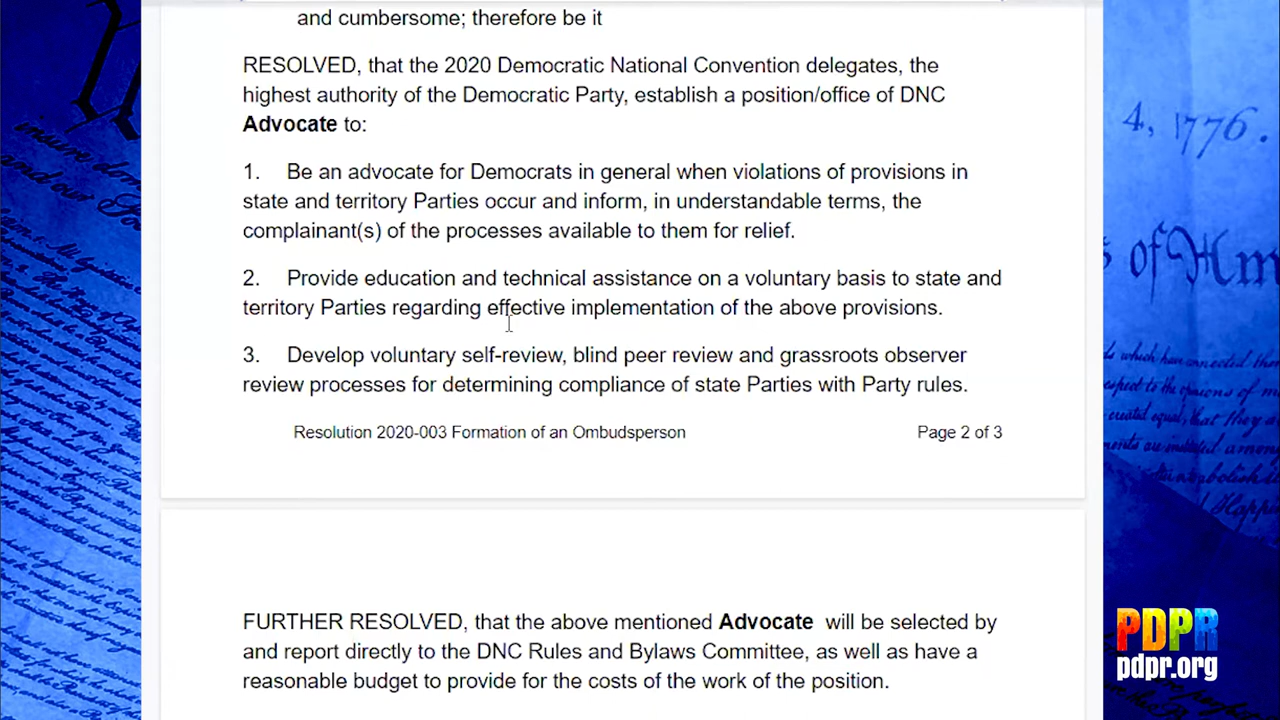 and cumbersome; therefore be it
RESOLVED, that the 2020 Democratic National Convention delegates, the
highest authority of the Democratic Party, establish a position/office of DNC
Advocate to:
1. Be an advocate for Democrats in general when violations of provisions in
state and territory Parties occur and inform, in understandable terms, the
complainant(s) of the processes available to them for relief.
2. Provide education and technical assistance on a voluntary basis to state and
territory Parties regarding effective implementation of the above provisions.
3. Develop voluntary self-review, blind peer review and grassroots observer
review processes for determining compliance of state Parties with Party rules.
Resolution 2020-003 Formation of an Ombudsperson Page 2 of 3
FURTHER RESOLVED, that the above mentioned Advocate will be selected by
and report directly to the DNC Rules and Bylaws Committee, as well as have a
reasonable budget to provide for the costs of the work of the position.
4, 1776.
PDPR
pdpr.org